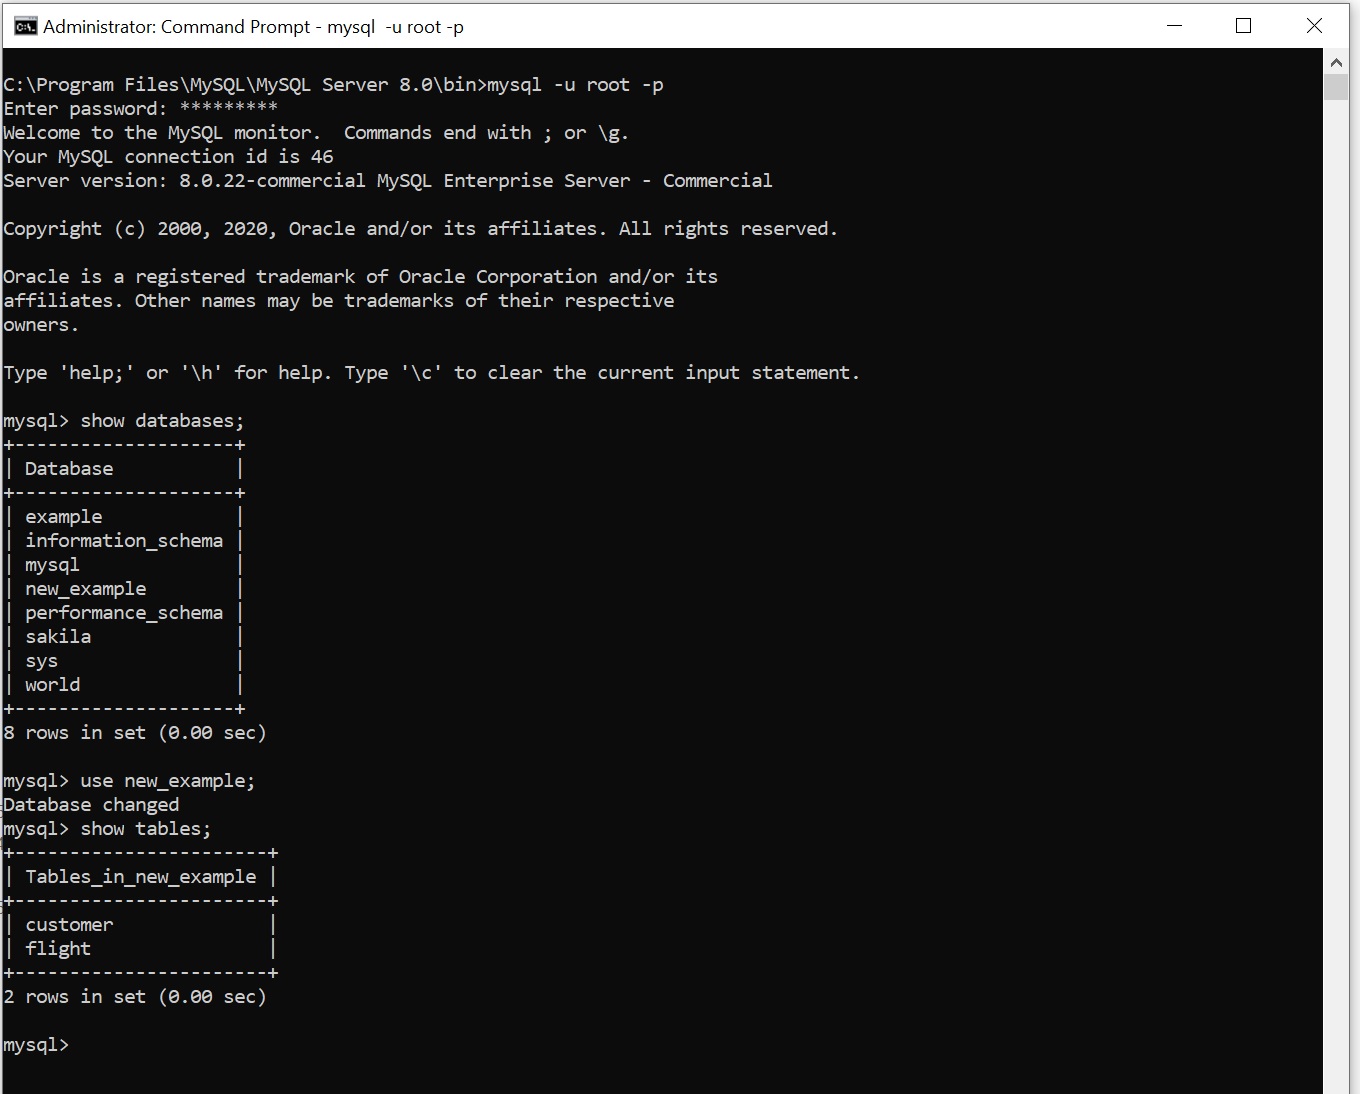 Administrator: Command Prompt - mysql  -u root -p
C:\Program Files\MySQL\MySQL Server 8.0\bin>mysql -u root -p
Enter password: *********
Welcome to the MySQL monitor.  Commands end with ; or \g.
Your MySQL connection id is 46
Server version: 8.0.22-commercial MySQL Enterprise Server - Commercial
Copyright (c) 2000, 2020, Oracle and/or its affiliates. All rights reserved.
Oracle is a registered trademark of Oracle Corporation and/or its
affiliates. Other names may be trademarks of their respective
owners.
Type 'help;' or '\h' for help. Type '\c' to clear the current input statement.
mysql> show databases;
+--------------------+
| Database           |
+--------------------+
| example            |
| information_schema |
| mysql              |
| new_example        |
| performance_schema |
| sakila             |
| sys                |
| world              |
+--------------------+
8 rows in set (0.00 sec)
mysql> use new_example;
Database changed
mysql> show tables;
+-----------------------+
| Tables_in_new_example |
+-----------------------+
| customer              |
| flight                |
+-----------------------+
2 rows in set (0.00 sec)
mysql>